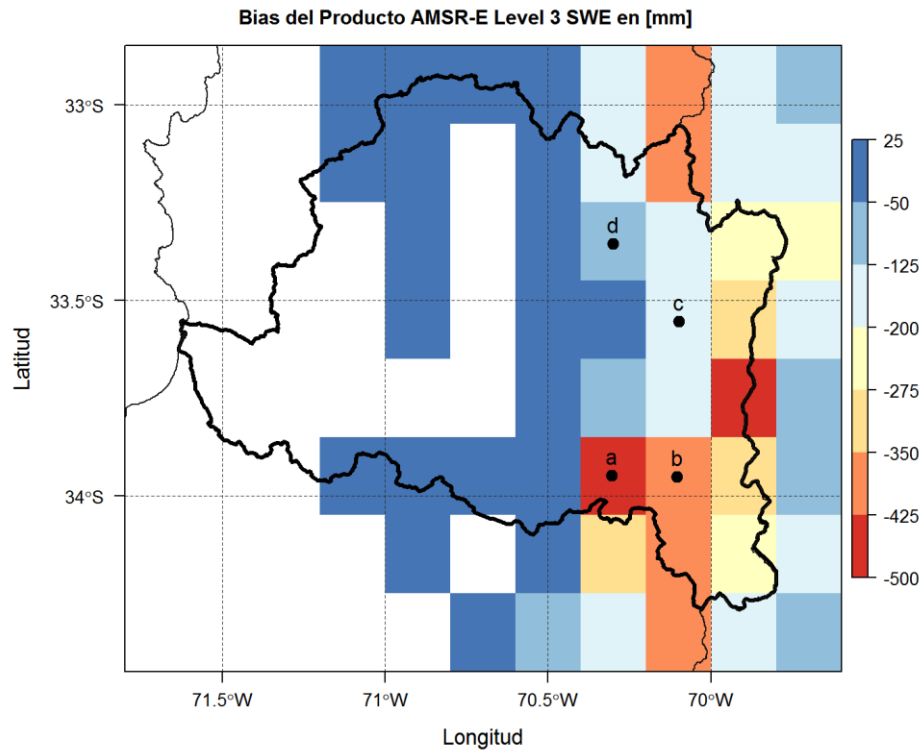 Bias del Producto AMSR-E Level 3 SWE en [mm]
33°S
33.5°S
34°S
Latitud
d
c
a
b
25
-50
-125
-200
-275
-350
-425
-500
71.5°W
71°W
70.5°W
70°W
Longitud